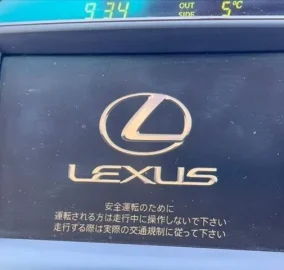 9:34 OUT SIDE 5°C
LEXUS
安全運転のために
運転される方は走行中に操作しないで下さい
走行する際は実際の交通規制に従って下さい